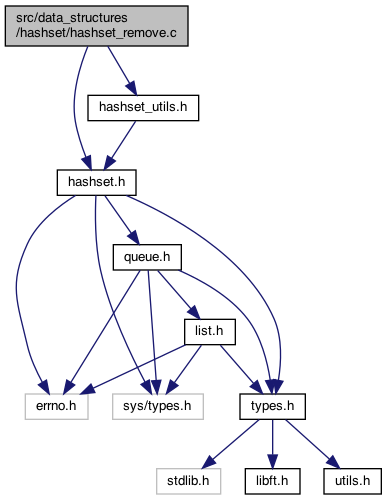 src/data_structures
/hashset/hashset_remove.c
hashset_utils.h
hashset.h
queue.h
list.h
errno.h
sys/types.h
types.h
stdlib.h
libft.h
utils.h